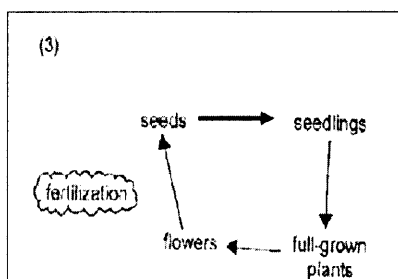 (3)
seeds
seedlings
fertilization
flowers
full-grown
plants